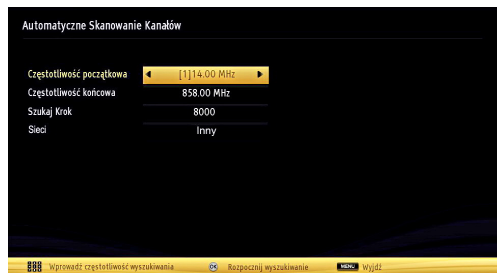 Automatyczne Skanowanie Kanałów
Częstotliwość początkowa [1]14.00 MHz
Częstotliwość końcowa 858.00 MHz
Szukaj Krok 8000
Sieci Inny
Wprowadź częstotliwość wyszukiwania OK Rozpocznij wyszukiwanie MENU Wyjdź